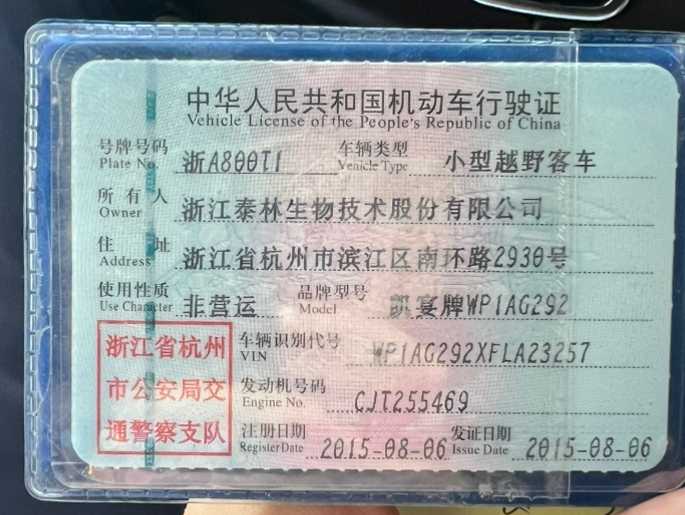 中华人民共和国机动车行驶证
Vehicle License of the People's Republic of China
号牌号码 浙A800T1 车辆类型 小型越野客车
Plate No. Vehicle Type
所有人 浙江泰林生物技术股份有限公司
Owner
住址 浙江省杭州市滨江区南环路2930号
Address
使用性质 非营运 品牌型号 凯宴牌WP1AG292
Use Character Model
浙江省杭州
市公安局交
通警察支队
车辆识别代号 WP1AG292XFLA23257
VIN
发动机号码 CJT255469
Engine No.
注册日期 2015-08-06 发证日期 2015-08-06
Register Date Issue Date